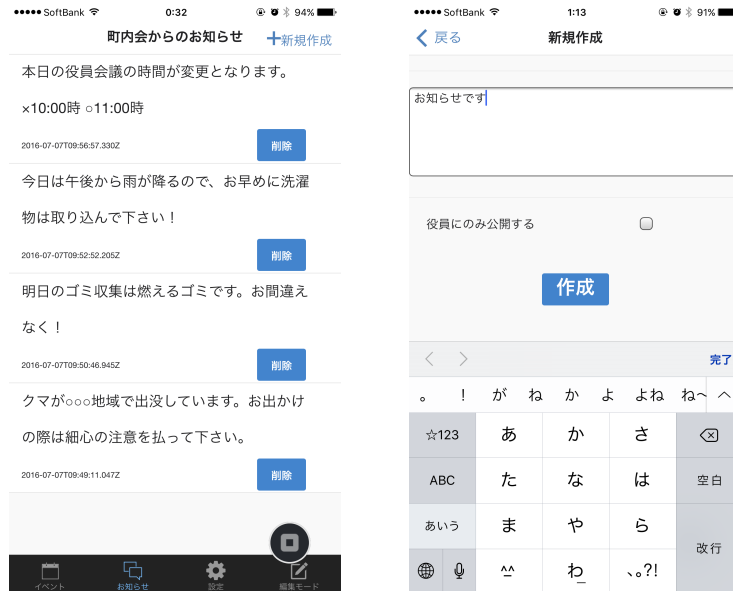 SoftBank 0:32 94%
町内会からのお知らせ +新規作成
本日の役員会議の時間が変更となります。
×10:00時 ○11:00時
2016-07-07T09:56:57.330Z 削除
今日は午後から雨が降るので、お早めに洗濯
物は取り込んで下さい！
2016-07-07T09:52:52.205Z 削除
明日のゴミ収集は燃えるゴミです。お間違え
なく！
2016-07-07T09:50:46.945Z 削除
クマが○○○地域で出没しています。お出かけ
の際は細心の注意を払って下さい。
2016-07-07T09:49:11.047Z 削除
イベント お知らせ 設定 編集モード
SoftBank 1:13 91%
戻る 新規作成
お知らせです
役員にのみ公開する
作成
完了
。 ！ が ね か よ よね ね〜
☆123 あ か さ
ABC た な は 空白
あいう ま や ら 改行
^^ わ 、。?!